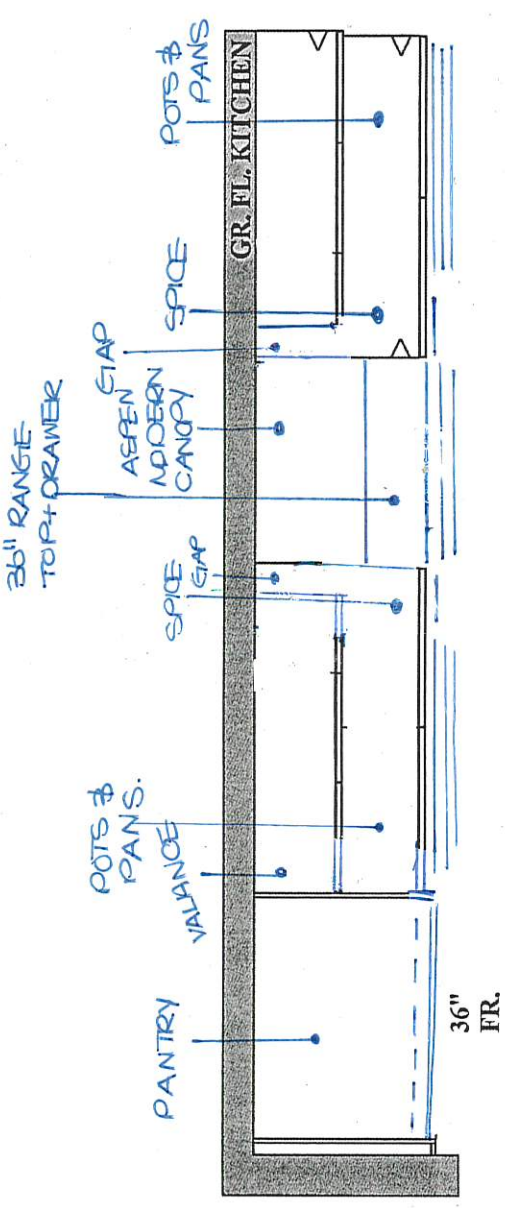 PANTRY
POTS &
PANS.
VALANCE
36" RANGE
TOP + DRAWER
SPICE
GAP
GAP
ASPEN
MODERN
CANOPY
SPICE
POTS &
PANS
GR. FL. KITCHEN
36"
FR.